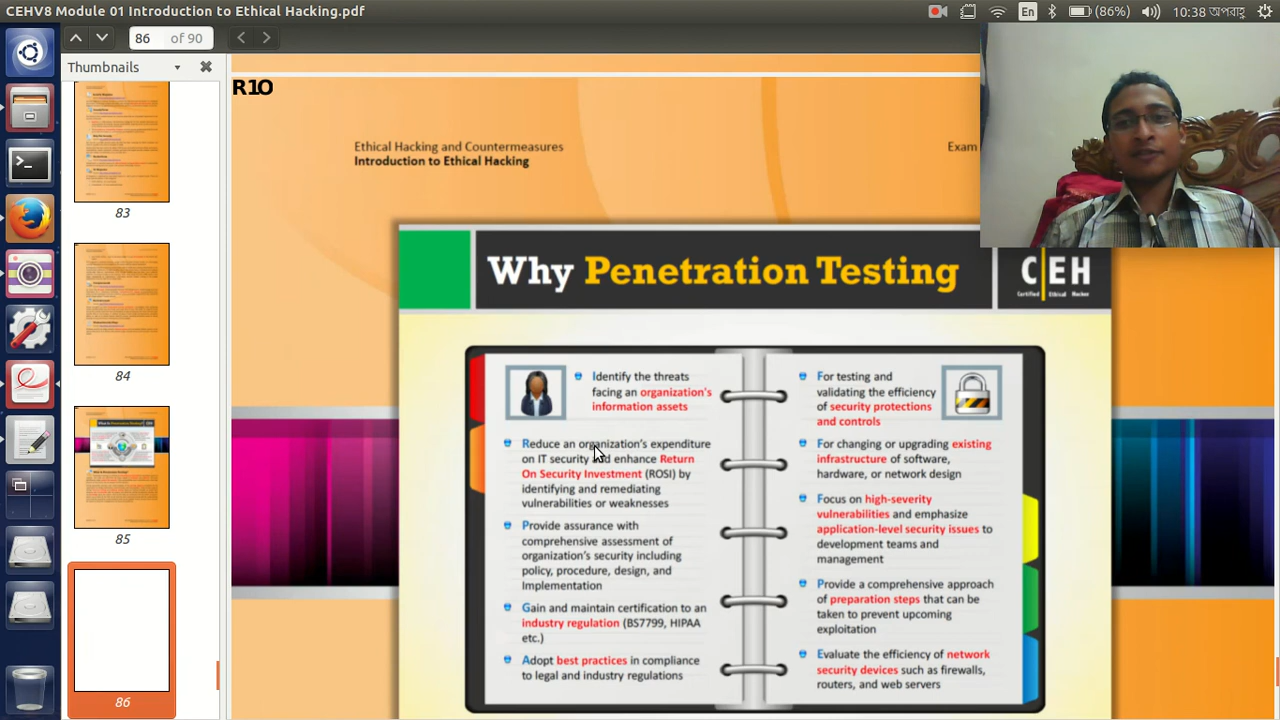 CEHV8 Module 01 Introduction to Ethical Hacking.pdf
En
(86%)
10:38 অপরাহ্ণ
86 of 90
Thumbnails
83
84
85
86
R10
Ethical Hacking and Countermeasures
Introduction to Ethical Hacking
Exam
Why Penetration Testing
CEH
Certified Ethical Hacker
Identify the threats
facing an organization's
information assets
Reduce an organization's expenditure
on IT security and enhance Return
On Security Investment (ROSI) by
identifying and remediating
vulnerabilities or weaknesses
Provide assurance with
comprehensive assessment of
organization's security including
policy, procedure, design, and
Implementation
Gain and maintain certification to an
industry regulation (BS7799, HIPAA
etc.)
Adopt best practices in compliance
to legal and industry regulations
For testing and
validating the efficiency
of security protections
and controls
For changing or upgrading existing
infrastructure of software,
hardware, or network design
Focus on high-severity
vulnerabilities and emphasize
application-level security issues to
development teams and
management
Provide a comprehensive approach
of preparation steps that can be
taken to prevent upcoming
exploitation
Evaluate the efficiency of network
security devices such as firewalls,
routers, and web servers